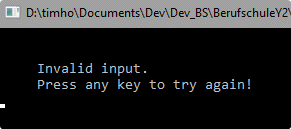 D:\timho\Documents\Dev\Dev_BS\BerufschuleY2\
Invalid input.
Press any key to try again!